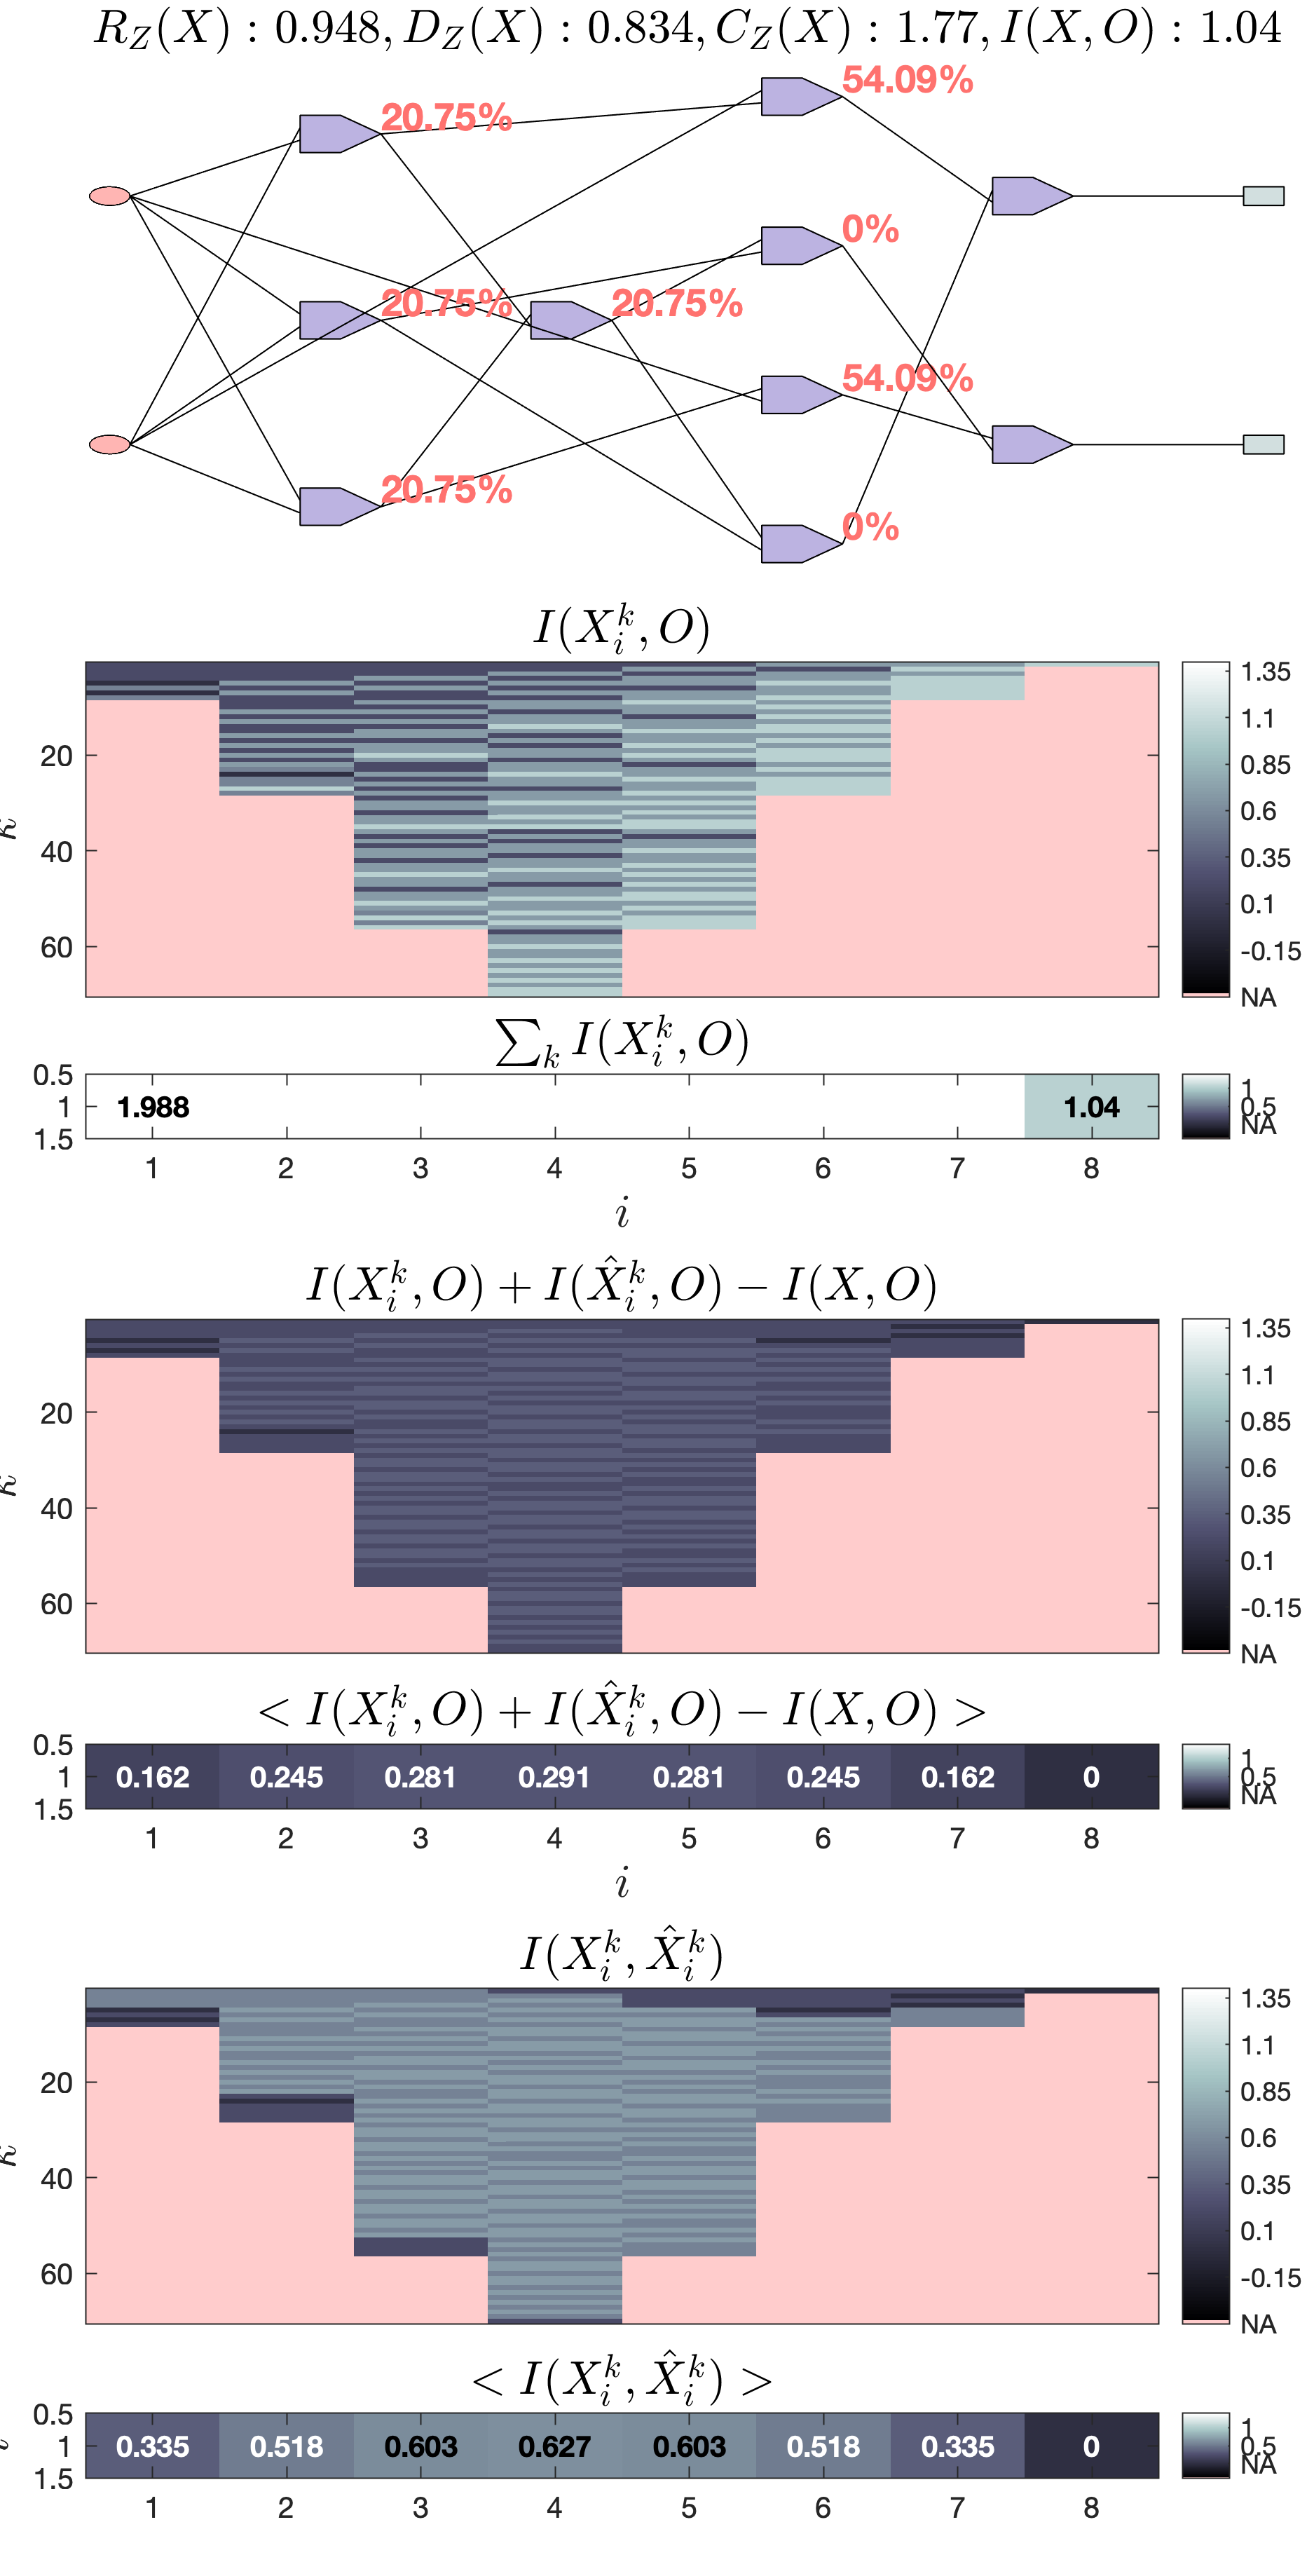 R_Z(X) : 0.948, D_Z(X) : 0.834, C_Z(X) : 1.77, I(X, O) : 1.04
54.09%
20.75%
0%
20.75% 20.75%
54.09%
20.75%
0%
I(X_i^k, O)
20
40
60
k
1.35
1.1
0.85
0.6
0.35
0.1
-0.15
NA
∑_k I(X_i^k, O)
0.5
1
1.5
1.988 1.04
1
0.5
NA
1 2 3 4 5 6 7 8
i
I(X_i^k, O) + I(X̂_i^k, O) − I(X, O)
20
40
60
k
1.35
1.1
0.85
0.6
0.35
0.1
-0.15
NA
< I(X_i^k, O) + I(X̂_i^k, O) − I(X, O) >
0.5
1
1.5
0.162 0.245 0.281 0.291 0.281 0.245 0.162 0
1
0.5
NA
1 2 3 4 5 6 7 8
i
I(X_i^k, X̂_i^k)
20
40
60
k
1.35
1.1
0.85
0.6
0.35
0.1
-0.15
NA
< I(X_i^k, X̂_i^k) >
0.5
1
1.5
0.335 0.518 0.603 0.627 0.603 0.518 0.335 0
1
0.5
NA
1 2 3 4 5 6 7 8